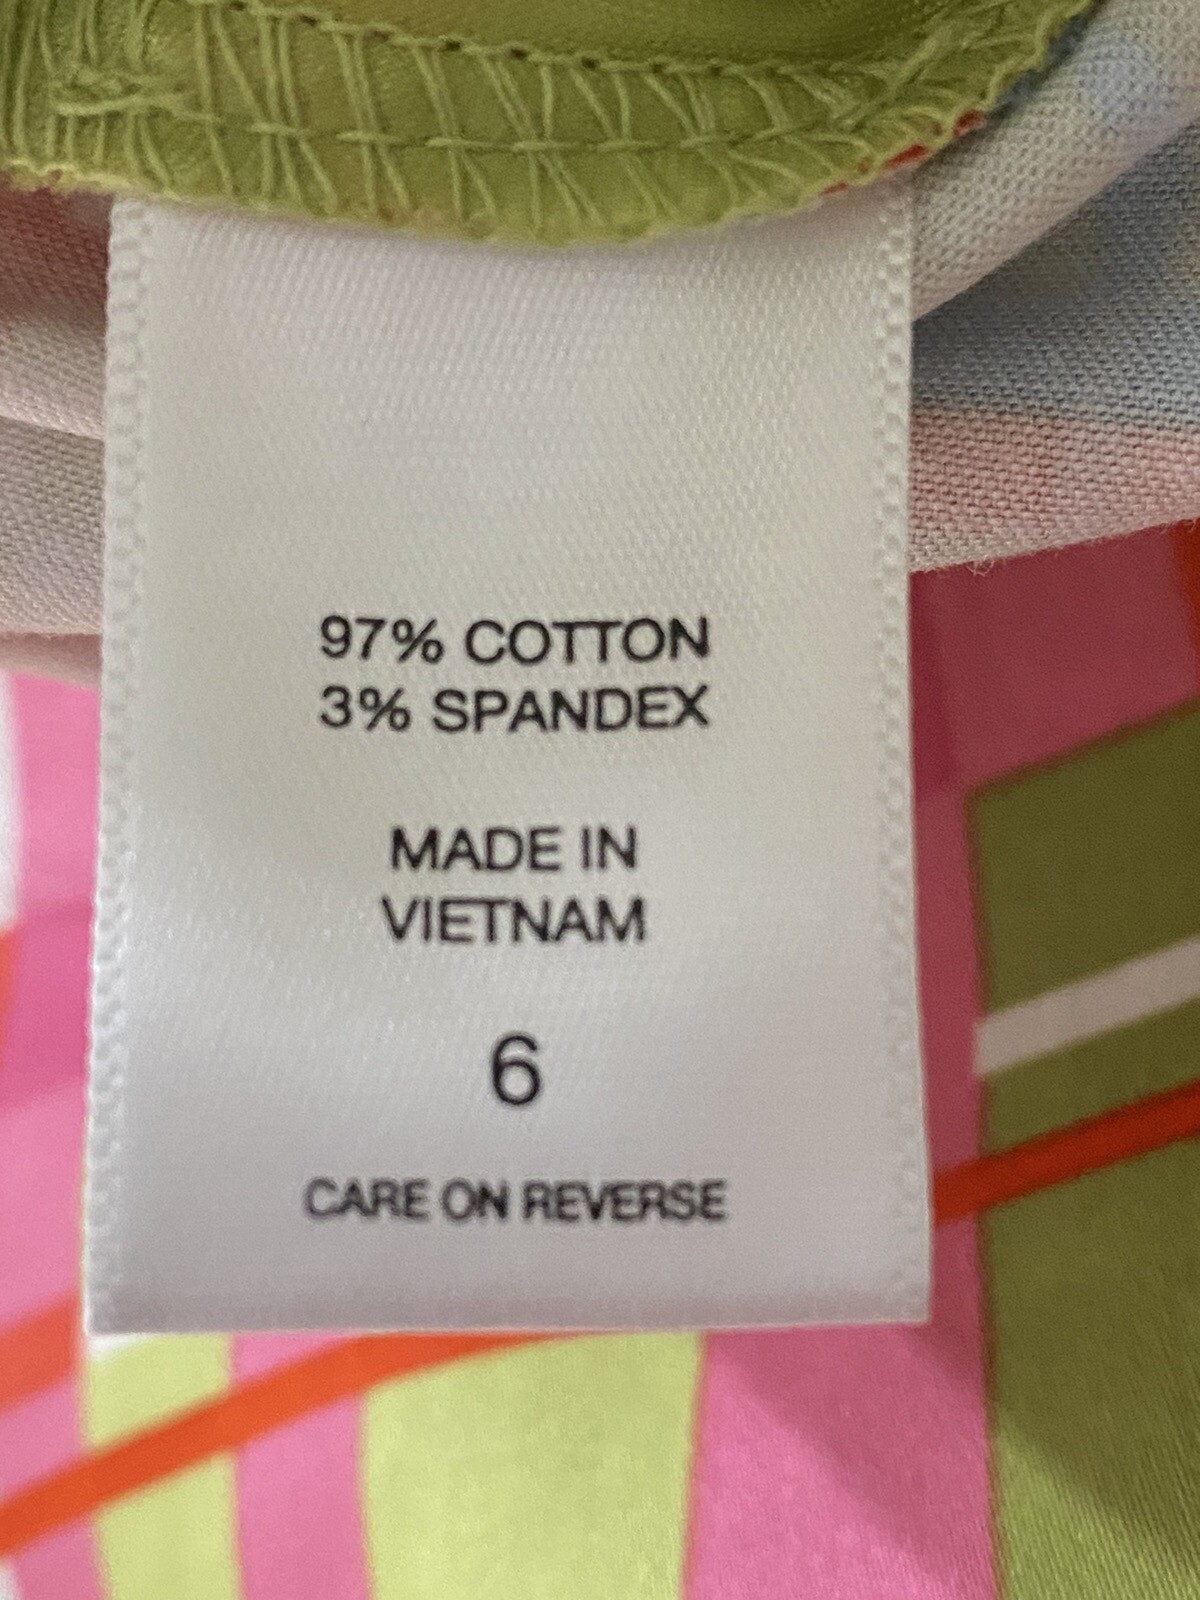 97% COTTON
3% SPANDEX
MADE IN
VIETNAM
6
CARE ON REVERSE